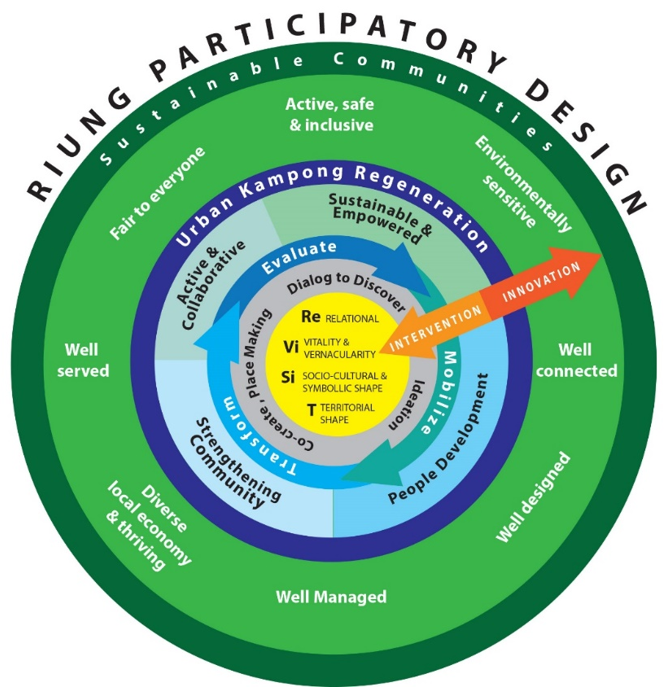 RIUNG PARTICIPATORY DESIGN
Sustainable Communities
Active, safe
& inclusive
Environmentally
sensitive
Fair to everyone
Well
served
Well
connected
Diverse
local economy
& thriving
Well designed
Well Managed
Urban Kampong Regeneration
Active &
Collaborative
Sustainable &
Empowered
Strengthening
Community
People Development
Evaluate
Mobilize
Transform
Dialog to Discover
Ideation
Co-create, Place Making
Re RELATIONAL
Vi VITALITY &
VERNACULARITY
Si SOCIO-CULTURAL &
SYMBOLLIC SHAPE
T TERRITORIAL
SHAPE
INTERVENTION
INNOVATION